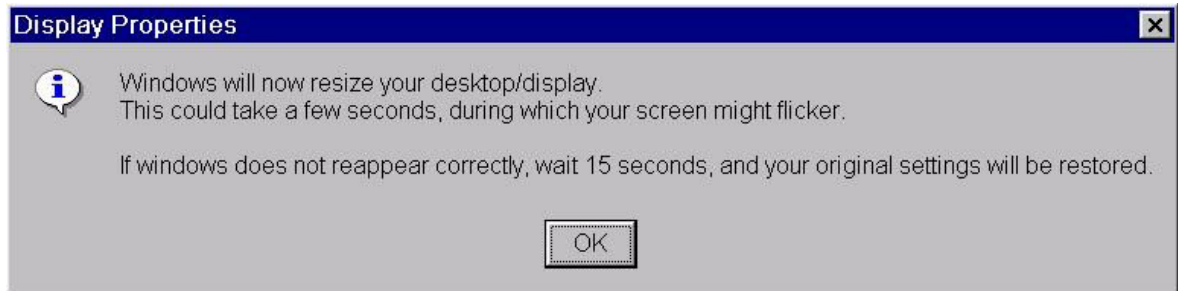 Display Properties
Windows will now resize your desktop/display.
This could take a few seconds, during which your screen might flicker.
If windows does not reappear correctly, wait 15 seconds, and your original settings will be restored.
OK